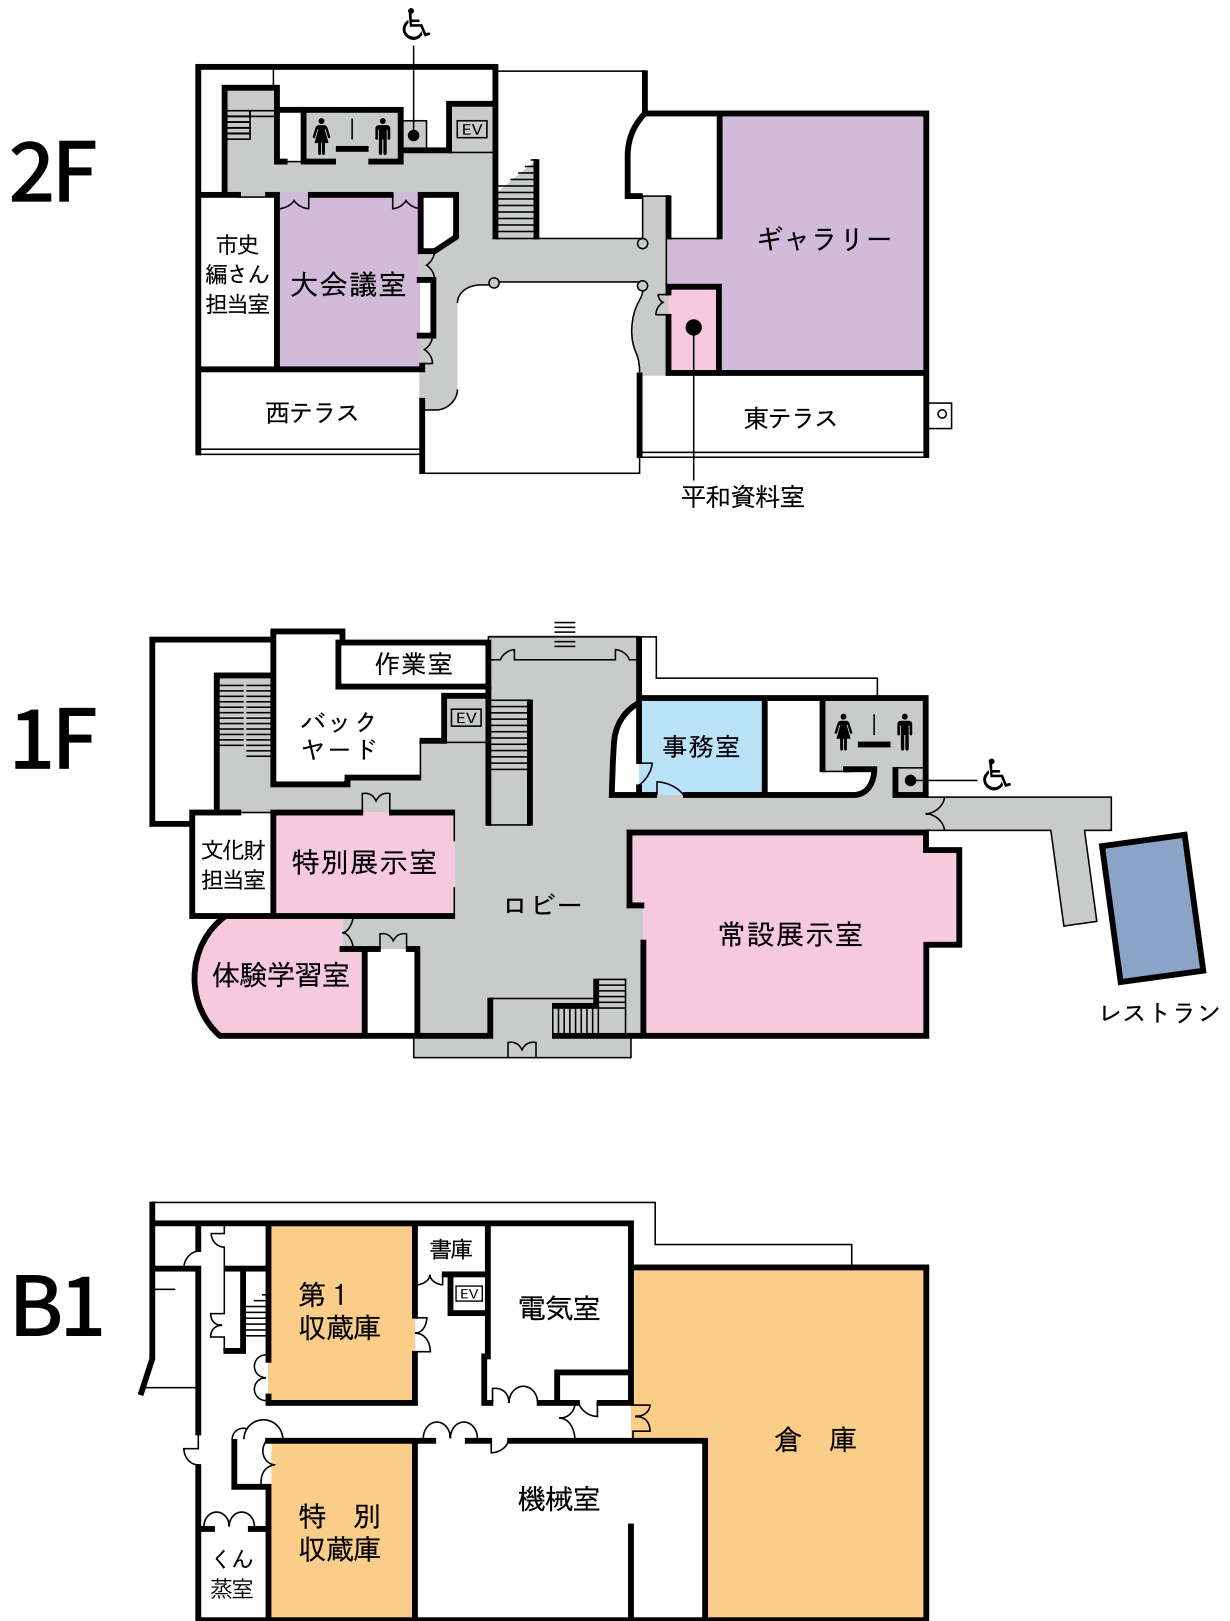 2F
EV
市史
編さん
担当室
大会議室
ギャラリー
西テラス
東テラス
平和資料室
1F
作業室
バック
ヤード
EV
事務室
文化財
担当室
特別展示室
ロビー
常設展示室
体験学習室
レストラン
B1
書庫
EV
第1
収蔵庫
電気室
倉 庫
特 別
収蔵庫
機械室
くん
蒸室